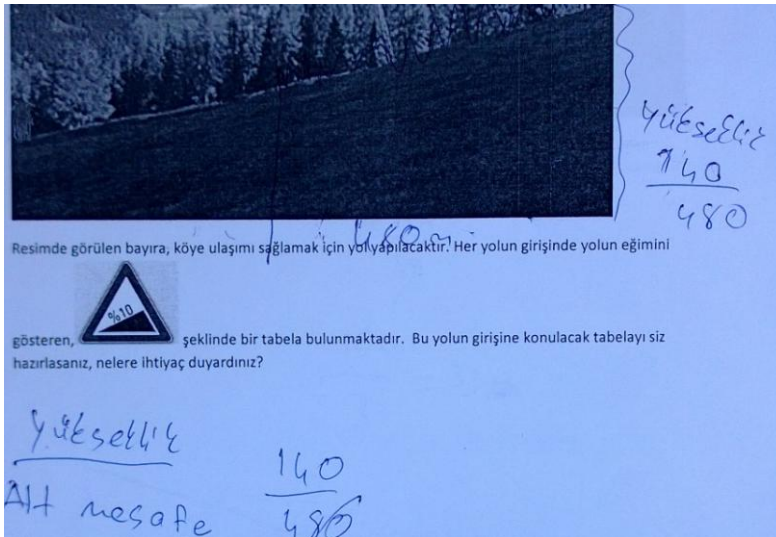 yükseklik
140
480
480 m
Resimde görülen bayıra, köye ulaşımı sağlamak için yol yapılacaktır. Her yolun girişinde yolun eğimini
%10
gösteren, şeklinde bir tabela bulunmaktadır. Bu yolun girişine konulacak tabelayı siz
hazırlasanız, nelere ihtiyaç duyardınız?
yükseklik
Alt mesafe
140
480